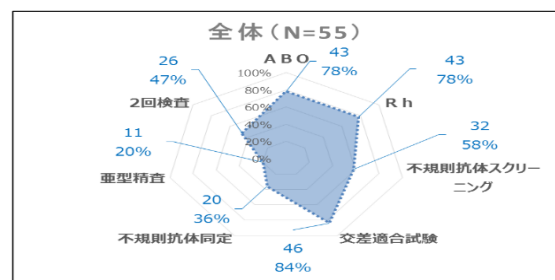 全体（N=55）
ABO
43
78%
43
78%
Rh
32
58%
不規則抗体スクリー
ニング
交差適合試験
46
84%
不規則抗体同定
20
36%
亜型精査
11
20%
2回検査
26
47%
100%
80%
60%
40%
20%
0%